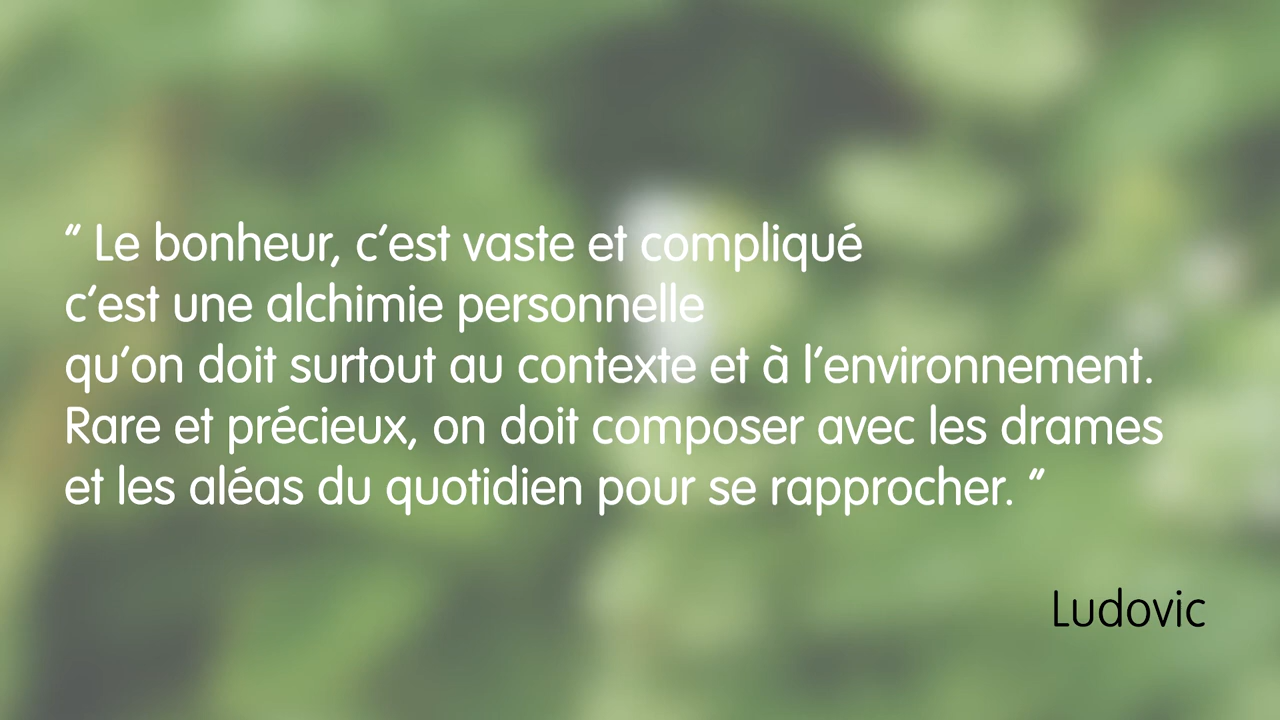 “ Le bonheur, c’est vaste et compliqué
c’est une alchimie personnelle
qu’on doit surtout au contexte et à l’environnement.
Rare et précieux, on doit composer avec les drames
et les aléas du quotidien pour se rapprocher. “
Ludovic